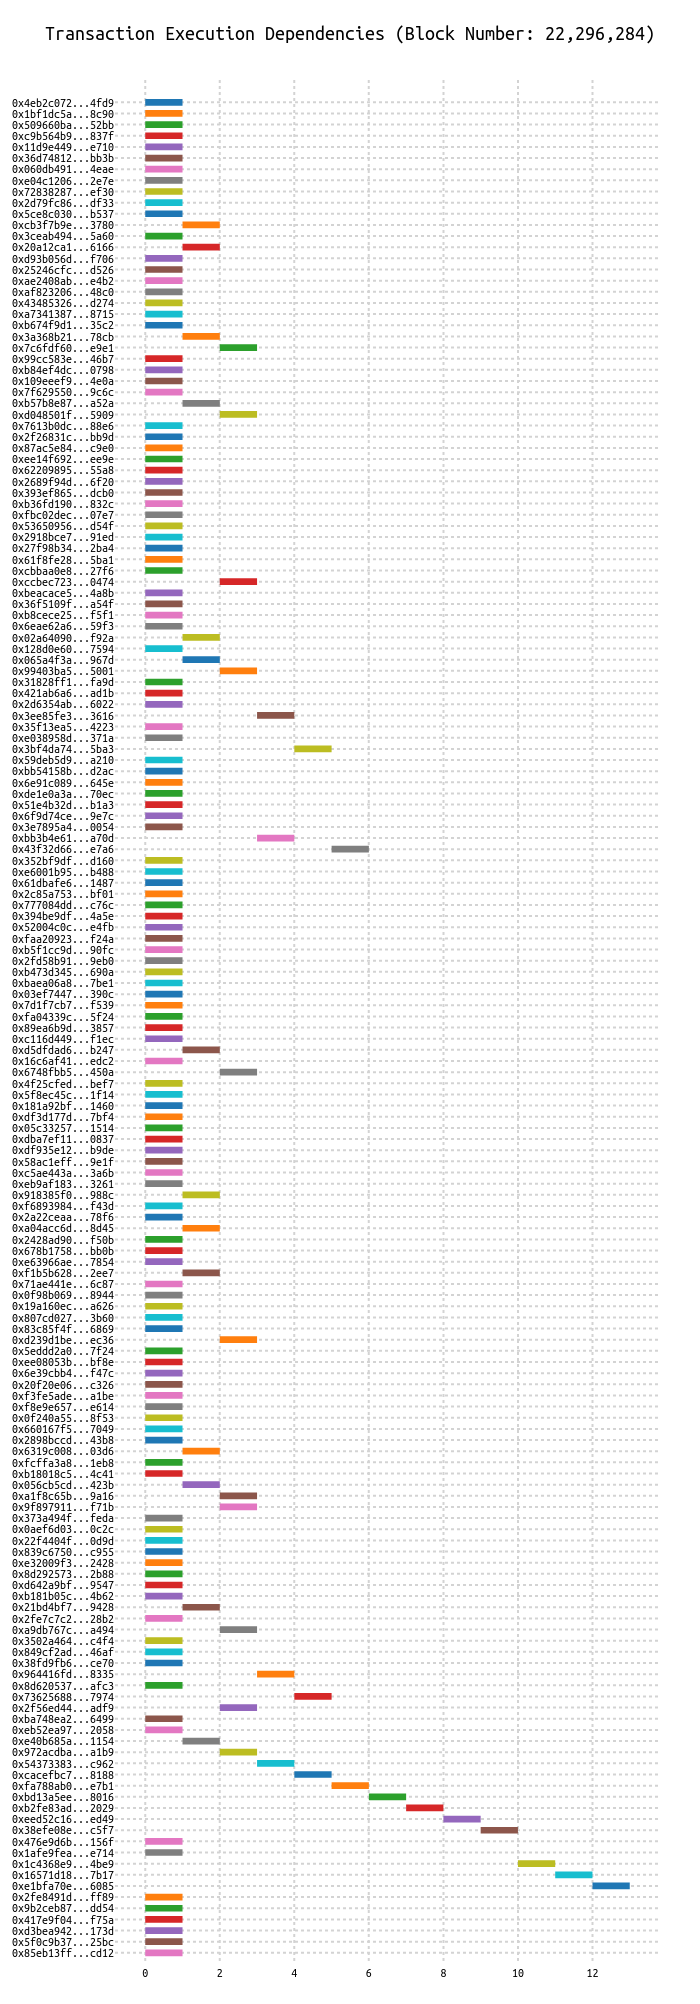 Transaction Execution Dependencies (Block Number: 22,296,284)
0x4eb2c072...4fd9
0x1bf1dc5a...8c90
0x509660ba...52bb
0xc9b564b9...837f
0x11d9e449...e710
0x36d74812...bb3b
0x060db491...4eae
0xe04c1206...2e7e
0x72838287...ef30
0x2d79fc86...df33
0x5ce8c030...b537
0xcb3f7b9e...3780
0x3ceab494...5a60
0x20a12ca1...6166
0xd93b056d...f706
0x25246cfc...d526
0xae2408ab...e4b2
0xaf823206...48c0
0x43485326...d274
0xa7341387...8715
0xb674f9d1...35c2
0x3a368b21...78cb
0x7c6fdf60...e9e1
0x99cc583e...46b7
0xb84ef4dc...0798
0x109eeef9...4e0a
0x7f629550...9c6c
0xb57b8e87...a52a
0xd048501f...5909
0x7613b0dc...88e6
0x2f26831c...bb9d
0x87ac5e84...c9e0
0xee14f692...ee9e
0x62209895...55a8
0x2689f94d...6f20
0x393ef865...dcb0
0xb36fd190...832c
0xfbc02dec...07e7
0x53650956...d54f
0x2918bce7...91ed
0x27f98b34...2ba4
0x61f8fe28...5ba1
0xcbbaa0e8...27f6
0xccbec723...0474
0xbeacace5...4a8b
0x36f5109f...a54f
0xb8cece25...f5f1
0x6eae62a6...59f3
0x02a64090...f92a
0x128d0e60...7594
0x065a4f3a...967d
0x99403ba5...5001
0x31828ff1...fa9d
0x421ab6a6...ad1b
0x2d6354ab...6022
0x3ee85fe3...3616
0x35f13ea5...4223
0xe038958d...371a
0x3bf4da74...5ba3
0x59deb5d9...a210
0xbb54158b...d2ac
0x6e91c089...645e
0xde1e0a3a...70ec
0x51e4b32d...b1a3
0x6f9d74ce...9e7c
0x3e7895a4...0054
0xbb3b4e61...a70d
0x43f32d66...e7a6
0x352bf9df...d160
0xe6001b95...b488
0x61dbafe6...1487
0x2c85a753...bf01
0x777084dd...c76c
0x394be9df...4a5e
0x52004c0c...e4fb
0xfaa20923...f24a
0xb5f1cc9d...90fc
0x2fd58b91...9eb0
0xb473d345...690a
0xbaea06a8...7be1
0x03ef7447...390c
0x7d1f7cb7...f539
0xfa04339c...5f24
0x89ea6b9d...3857
0xc116d449...f1ec
0xd5dfdad6...b247
0x16c6af41...edc2
0x6748fbb5...450a
0x4f25cfed...bef7
0x5f8ec45c...1f14
0x181a92bf...1460
0xdf3d177d...7bf4
0x05c33257...1514
0xdba7ef11...0837
0xdf935e12...b9de
0x58ac1eff...9e1f
0xc5ae443a...3a6b
0xeb9af183...3261
0x918385f0...988c
0xf6893984...f43d
0x2a22ceaa...78f6
0xa04acc6d...8d45
0x2428ad90...f50b
0x678b1758...bb0b
0xe63966ae...7854
0xf1b5b628...2ee7
0x71ae441e...6c87
0x0f98b069...8944
0x19a160ec...a626
0x807cd027...3b60
0x83c85f4f...6869
0xd239d1be...ec36
0x5eddd2a0...7f24
0xee08053b...bf8e
0x6e39cbb4...f47c
0x20f20e06...c326
0xf3fe5ade...a1be
0xf8e9e657...e614
0x0f240a55...8f53
0x660167f5...7049
0x2898bccd...43b8
0x6319c008...03d6
0xfcffa3a8...1eb8
0xb18018c5...4c41
0x056cb5cd...423b
0xa1f8c65b...9a16
0x9f897911...f71b
0x373a494f...feda
0x0aef6d03...0c2c
0x22f4404f...0d9d
0x839c6750...c955
0xe32009f3...2428
0x8d292573...2b88
0xd642a9bf...9547
0xb181b05c...4b62
0x21bd4bf7...9428
0x2fe7c7c2...28b2
0xa9db767c...a494
0x3502a464...c4f4
0x849cf2ad...46af
0x38fd9fb6...ce70
0x964416fd...8335
0x8d620537...afc3
0x73625688...7974
0x2f56ed44...adf9
0xba748ea2...6499
0xeb52ea97...2058
0xe40b685a...1154
0x972acdba...a1b9
0x54373383...c962
0xcacefbc7...8188
0xfa788ab0...e7b1
0xbd13a5ee...8016
0xb2fe83ad...2029
0xeed52c16...ed49
0x38efe08e...c5f7
0x476e9d6b...156f
0x1afe9fea...e714
0x1c4368e9...4be9
0x16571d18...7b17
0xe1bfa70e...6085
0x2fe8491d...ff89
0x9b2ceb87...dd54
0x417e9f04...f75a
0xd3bea942...173d
0x5f0c9b37...25bc
0x85eb13ff...cd12
0 2 4 6 8 10 12